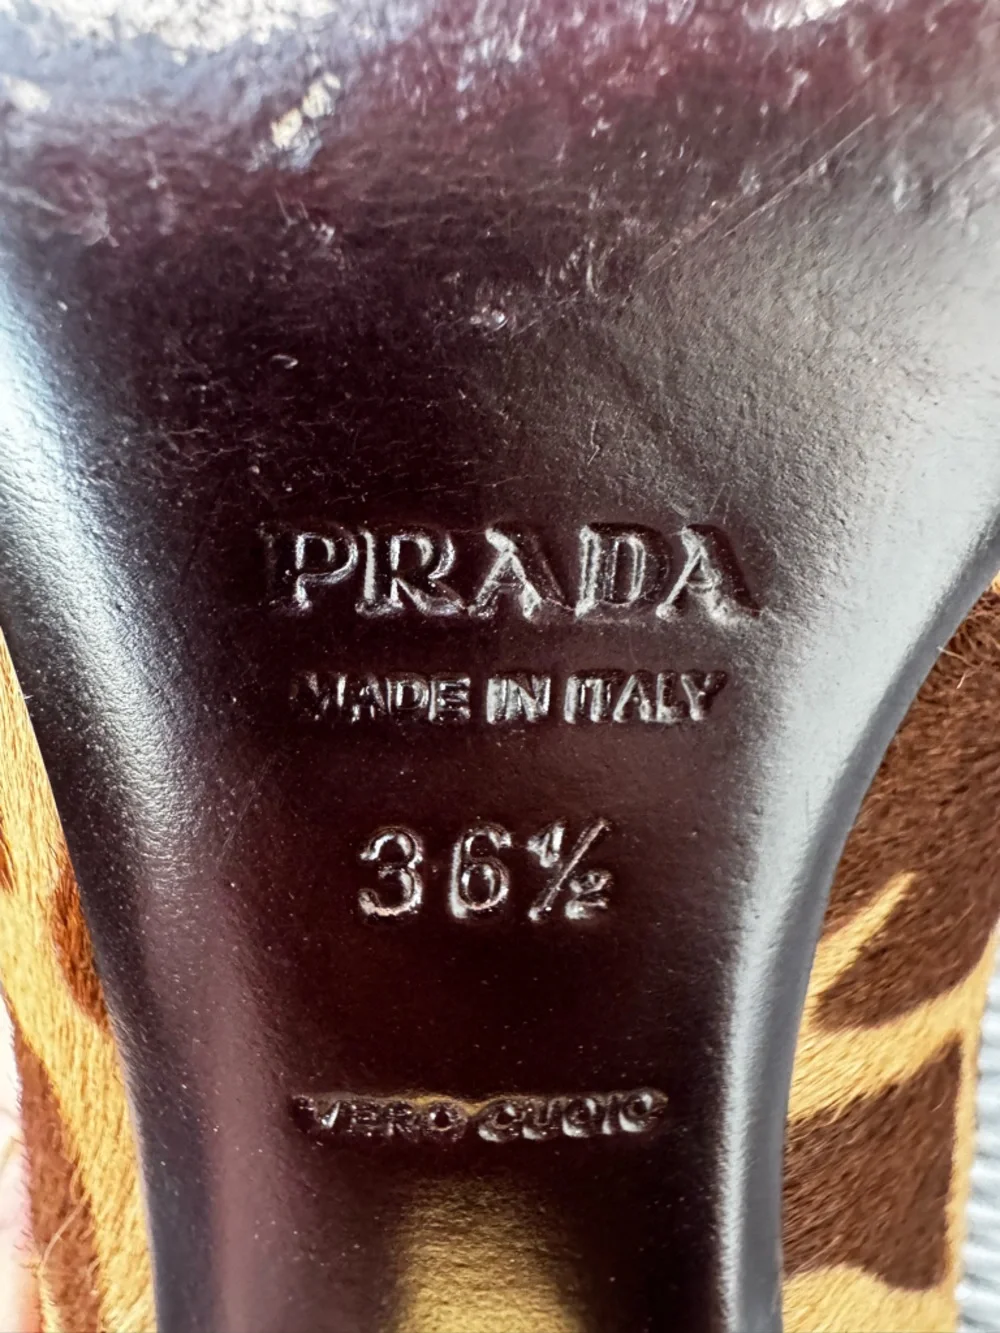 PRADA
MADE IN ITALY
36½
VERO CUOIO